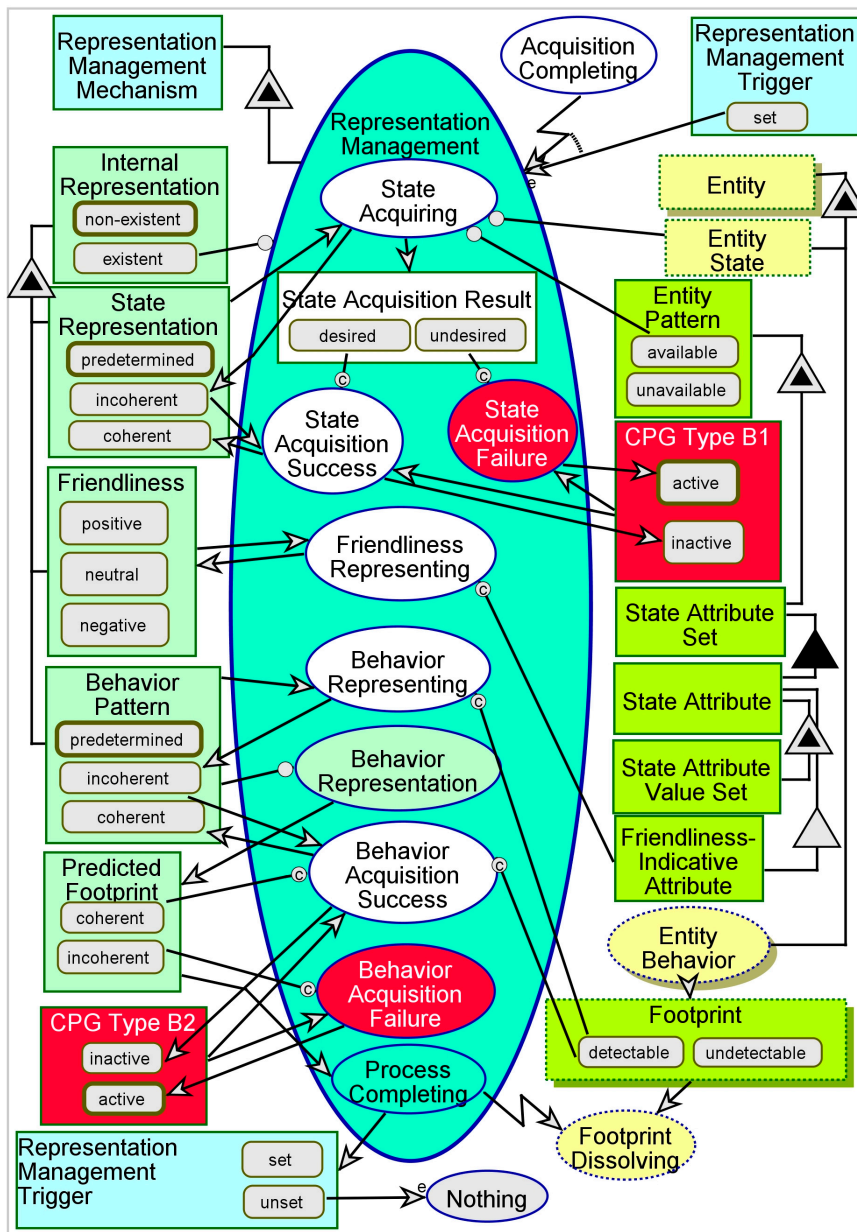 Representation
Management
Mechanism
Acquisition
Completing
Representation
Management
Trigger
set
Representation
Management
e
Internal
Representation
non-existent
existent
State
Acquiring
Entity
Entity
State
State
Representation
predetermined
incoherent
coherent
State Acquisition Result
desired
undesired
c
c
Entity
Pattern
available
unavailable
State
Acquisition
Success
State
Acquisition
Failure
CPG Type B1
active
inactive
Friendliness
positive
neutral
negative
Friendliness
Representing
c
State Attribute
Set
Behavior
Pattern
predetermined
incoherent
coherent
Behavior
Representing
c
State Attribute
Behavior
Representation
State Attribute
Value Set
Predicted
Footprint
coherent
incoherent
Behavior
Acquisition
Success
c
c
Friendliness-
Indicative
Attribute
Entity
Behavior
c
Behavior
Acquisition
Failure
Footprint
detectable
undetectable
CPG Type B2
inactive
active
Process
Completing
Footprint
Dissolving
Representation
Management
Trigger
set
unset
e
Nothing